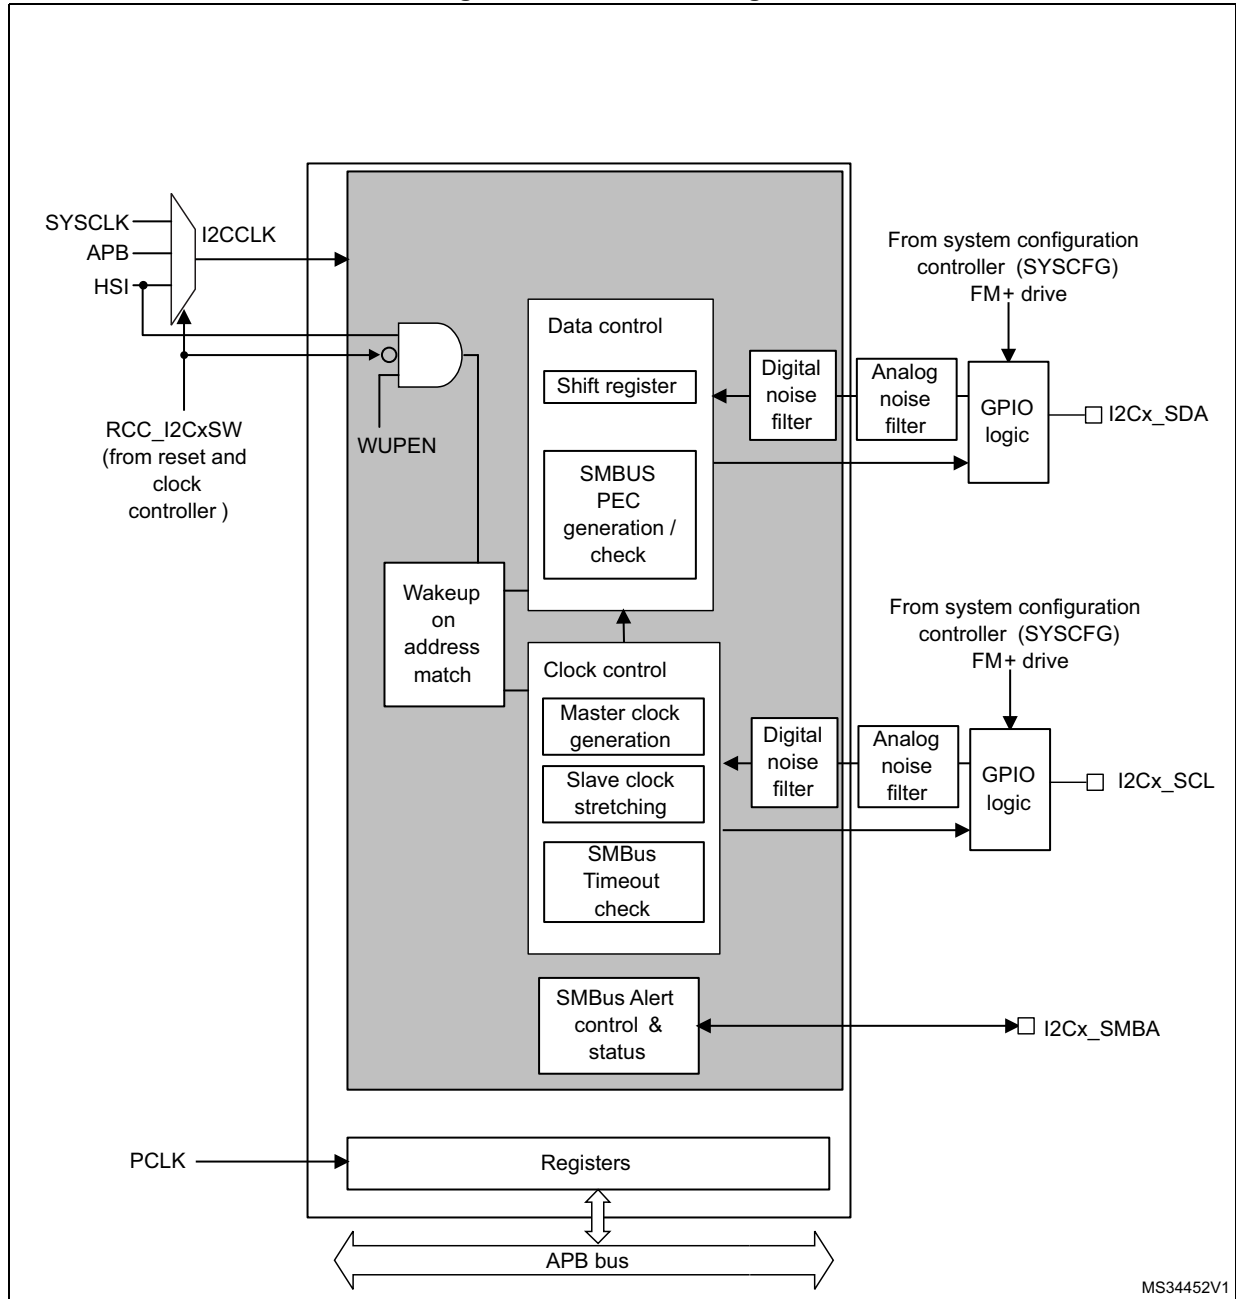 SYSCLK
APB
HSI
I2CCLK
RCC_I2CxSW
(from reset and
clock
controller )
WUPEN
Data control
Shift register
SMBUS
PEC
generation /
check
Wakeup
on
address
match
Clock control
Master clock
generation
Slave clock
stretching
SMBus
Timeout
check
SMBus Alert
control &
status
From system configuration
controller (SYSCFG)
FM+ drive
Digital
noise
filter
Analog
noise
filter
GPIO
logic
I2Cx_SDA
From system configuration
controller (SYSCFG)
FM+ drive
Digital
noise
filter
Analog
noise
filter
GPIO
logic
I2Cx_SCL
I2Cx_SMBA
PCLK
Registers
APB bus
MS34452V1